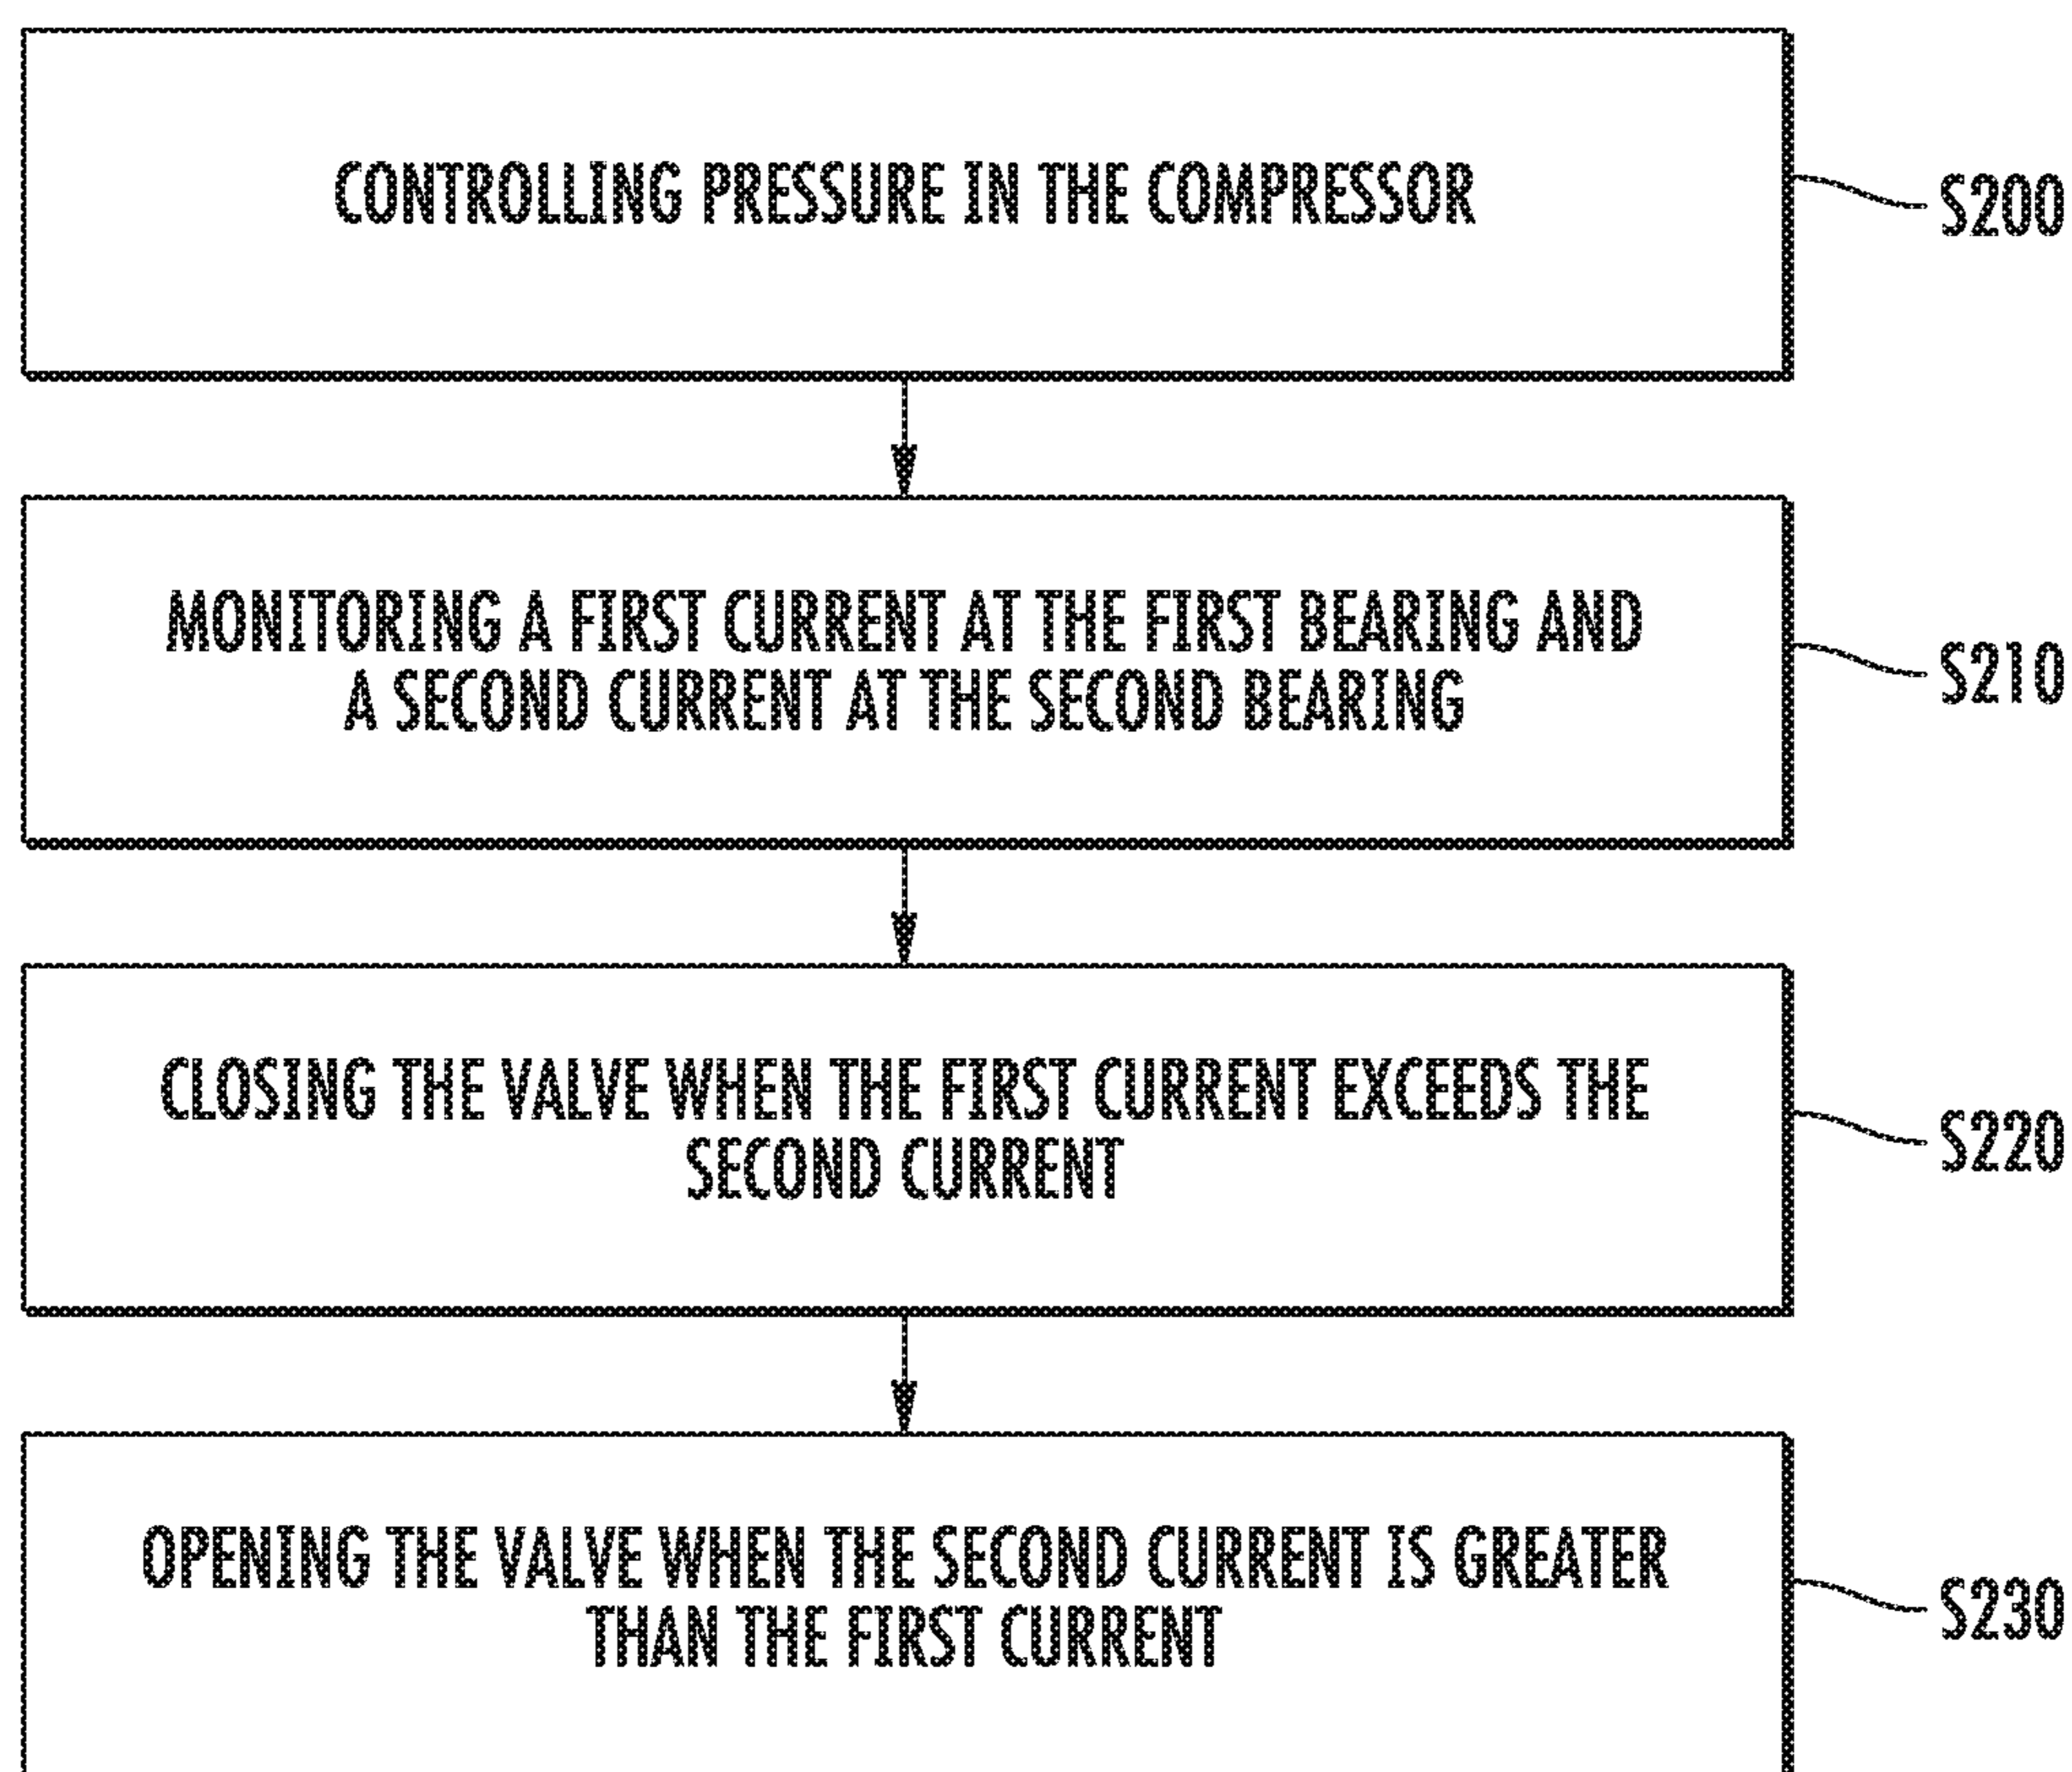 CONTROLLING PRESSURE IN THE COMPRESSOR
S200
MONITORING A FIRST CURRENT AT THE FIRST BEARING AND
A SECOND CURRENT AT THE SECOND BEARING
S210
CLOSING THE VALVE WHEN THE FIRST CURRENT EXCEEDS THE
SECOND CURRENT
S220
OPENING THE VALVE WHEN THE SECOND CURRENT IS GREATER
THAN THE FIRST CURRENT
S230